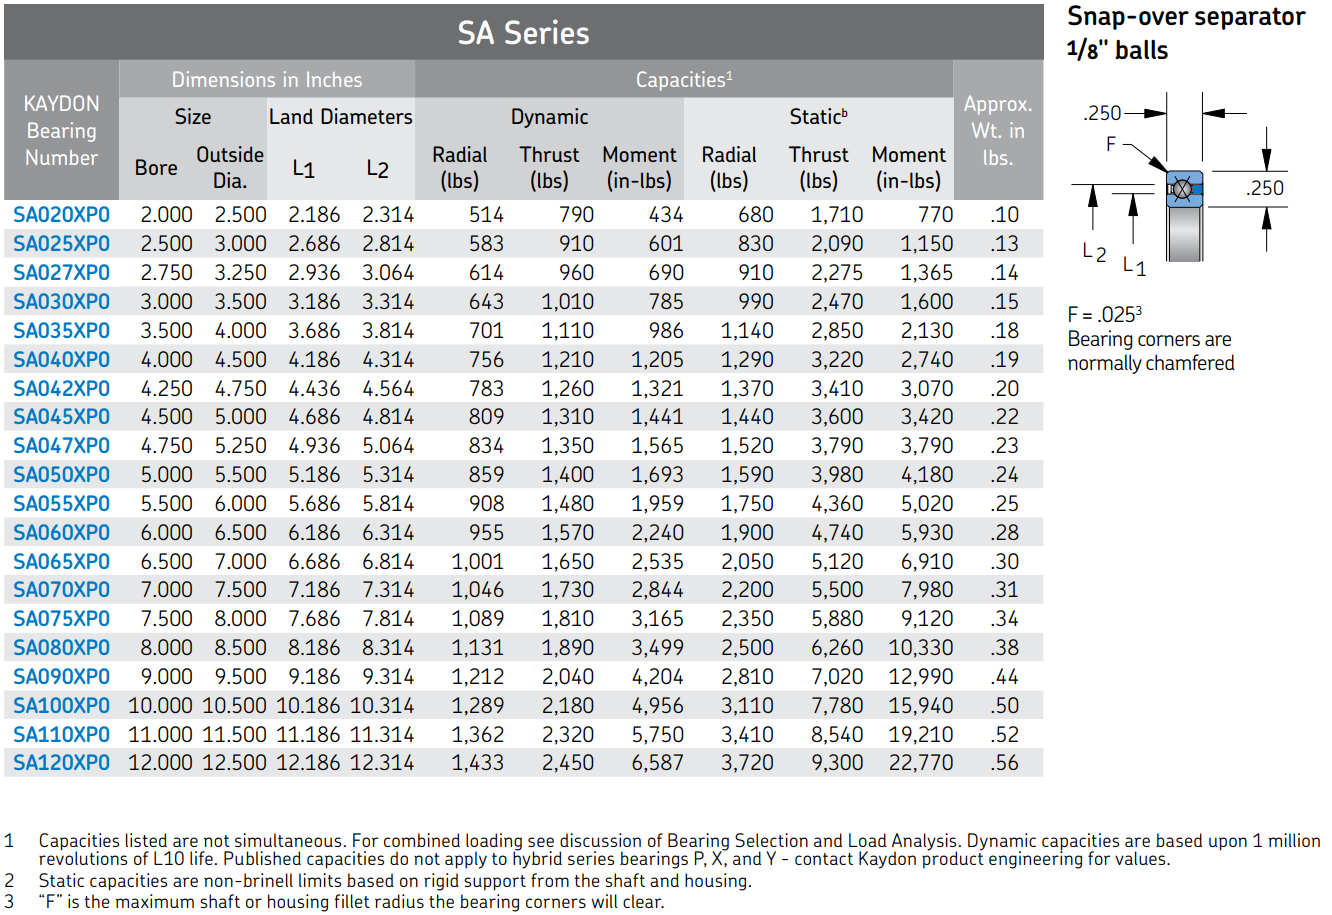 SA Series
KAYDON Bearing Number
Dimensions in Inches
Capacities1
Approx. Wt. in lbs.
Size
Land Diameters
Dynamic
Staticb
Bore
Outside Dia.
L1
L2
Radial (lbs)
Thrust (lbs)
Moment (in-lbs)
Radial (lbs)
Thrust (lbs)
Moment (in-lbs)
SA020XP0 2.000 2.500 2.186 2.314 514 790 434 680 1,710 770 .10
SA025XP0 2.500 3.000 2.686 2.814 583 910 601 830 2,090 1,150 .13
SA027XP0 2.750 3.250 2.936 3.064 614 960 690 910 2,275 1,365 .14
SA030XP0 3.000 3.500 3.186 3.314 643 1,010 785 990 2,470 1,600 .15
SA035XP0 3.500 4.000 3.686 3.814 701 1,110 986 1,140 2,850 2,130 .18
SA040XP0 4.000 4.500 4.186 4.314 756 1,210 1,205 1,290 3,220 2,740 .19
SA042XP0 4.250 4.750 4.436 4.564 783 1,260 1,321 1,370 3,410 3,070 .20
SA045XP0 4.500 5.000 4.686 4.814 809 1,310 1,441 1,440 3,600 3,420 .22
SA047XP0 4.750 5.250 4.936 5.064 834 1,350 1,565 1,520 3,790 3,790 .23
SA050XP0 5.000 5.500 5.186 5.314 859 1,400 1,693 1,590 3,980 4,180 .24
SA055XP0 5.500 6.000 5.686 5.814 908 1,480 1,959 1,750 4,360 5,020 .25
SA060XP0 6.000 6.500 6.186 6.314 955 1,570 2,240 1,900 4,740 5,930 .28
SA065XP0 6.500 7.000 6.686 6.814 1,001 1,650 2,535 2,050 5,120 6,910 .30
SA070XP0 7.000 7.500 7.186 7.314 1,046 1,730 2,844 2,200 5,500 7,980 .31
SA075XP0 7.500 8.000 7.686 7.814 1,089 1,810 3,165 2,350 5,880 9,120 .34
SA080XP0 8.000 8.500 8.186 8.314 1,131 1,890 3,499 2,500 6,260 10,330 .38
SA090XP0 9.000 9.500 9.186 9.314 1,212 2,040 4,204 2,810 7,020 12,990 .44
SA100XP0 10.000 10.500 10.186 10.314 1,289 2,180 4,956 3,110 7,780 15,940 .50
SA110XP0 11.000 11.500 11.186 11.314 1,362 2,320 5,750 3,410 8,540 19,210 .52
SA120XP0 12.000 12.500 12.186 12.314 1,433 2,450 6,587 3,720 9,300 22,770 .56
Snap-over separator
1/8" balls
.250
F
.250
L2
L1
F = .0253
Bearing corners are
normally chamfered
1 Capacities listed are not simultaneous. For combined loading see discussion of Bearing Selection and Load Analysis. Dynamic capacities are based upon 1 million
revolutions of L10 life. Published capacities do not apply to hybrid series bearings P, X, and Y - contact Kaydon product engineering for values.
2 Static capacities are non-brinell limits based on rigid support from the shaft and housing.
3 “F” is the maximum shaft or housing fillet radius the bearing corners will clear.